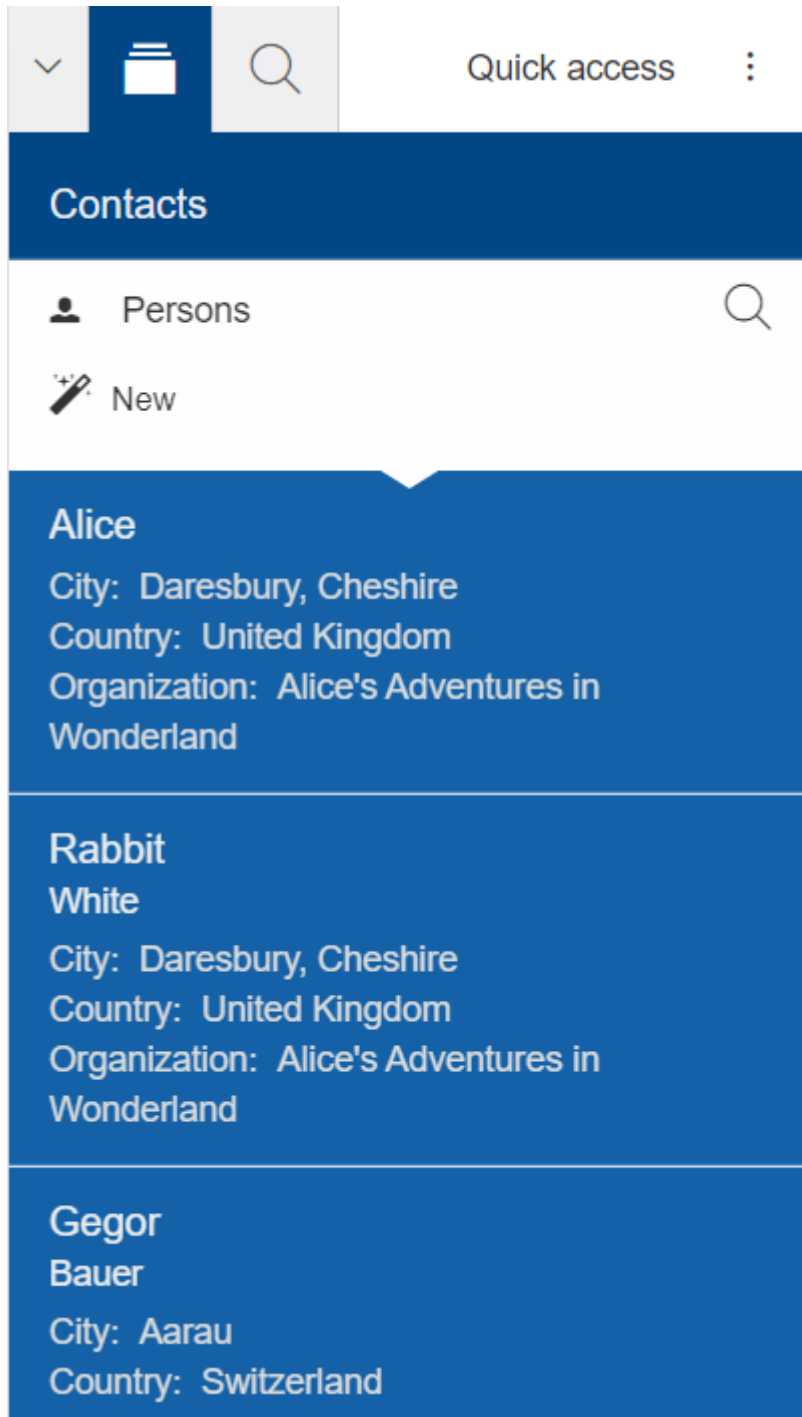 Quick access
Contacts
Persons
New
Alice
City: Daresbury, Cheshire
Country: United Kingdom
Organization: Alice's Adventures in
Wonderland
Rabbit
White
City: Daresbury, Cheshire
Country: United Kingdom
Organization: Alice's Adventures in
Wonderland
Gegor
Bauer
City: Aarau
Country: Switzerland